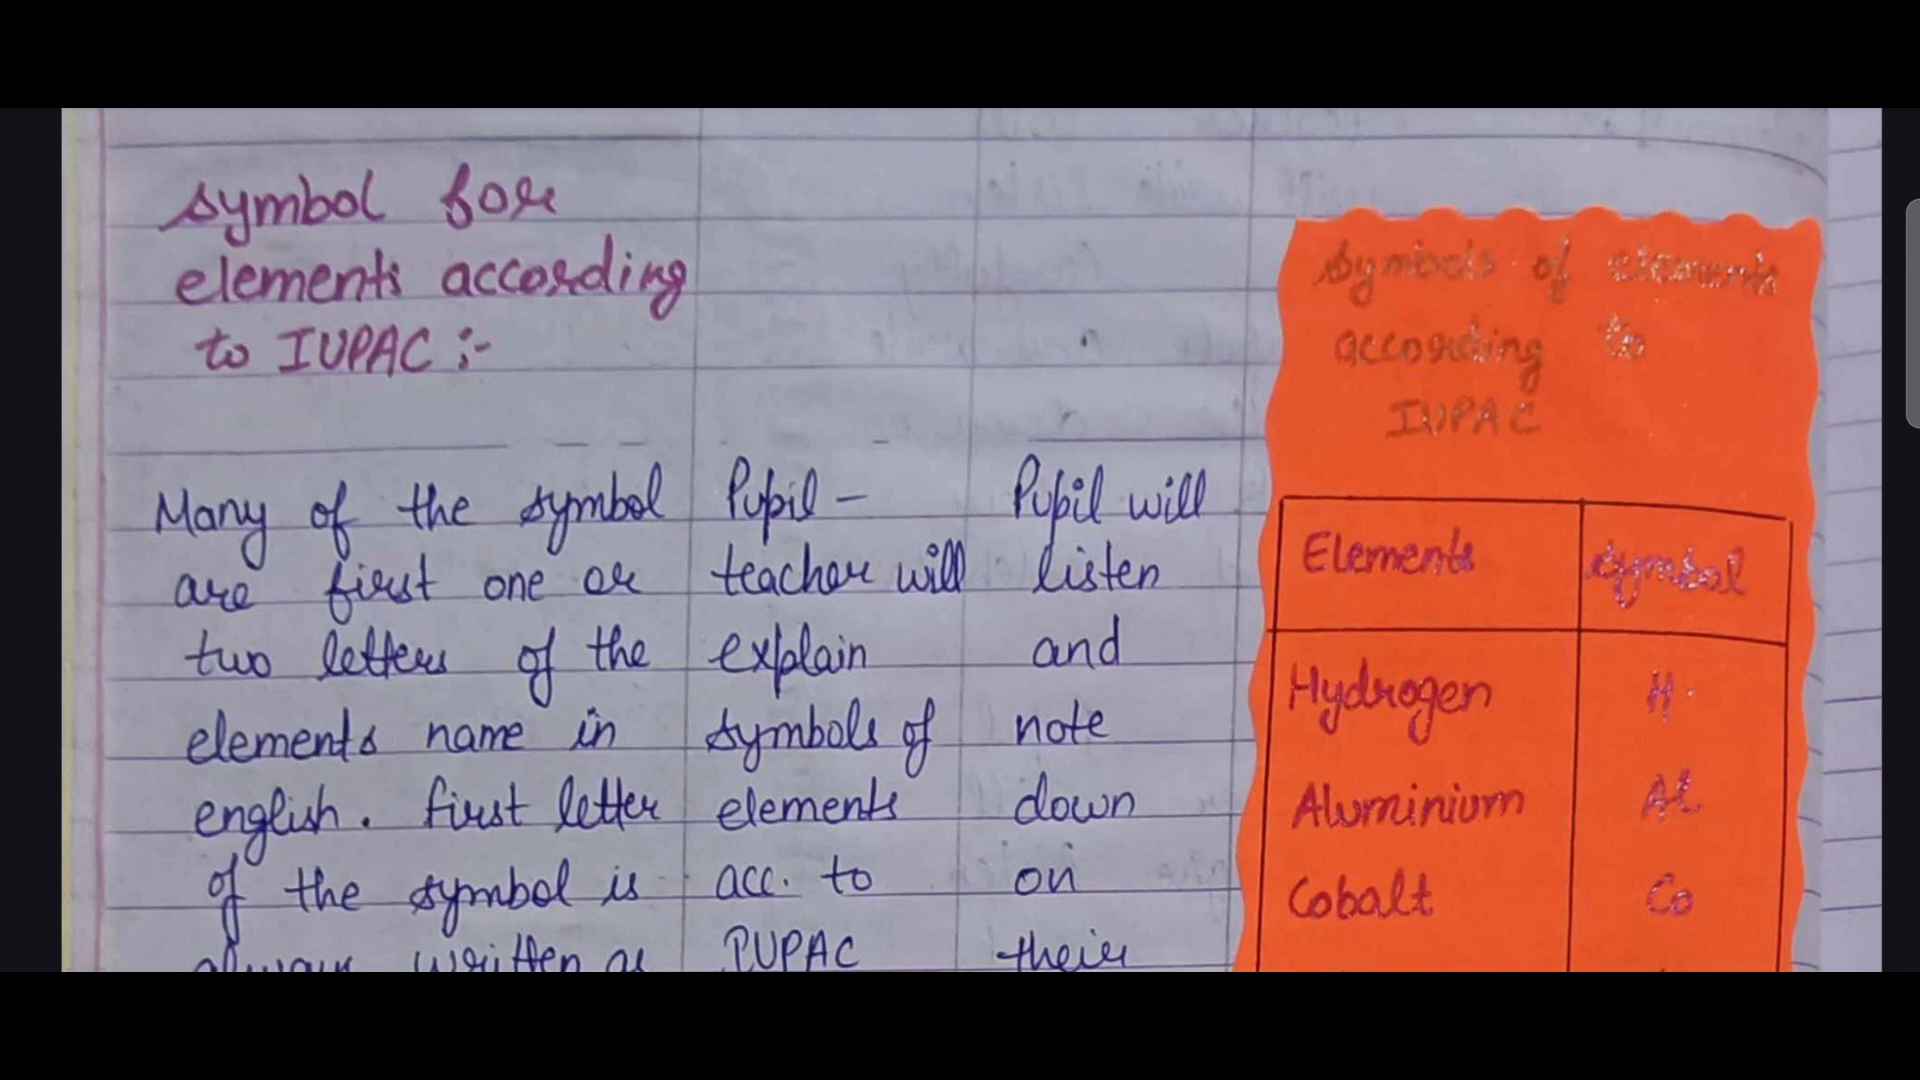 symbol for
elements according
to IUPAC :-
Many of the symbol
are first one or
two letters of the
elements name in
english. first letter
of the symbol is
always written as
Pupil -
teacher will
explain
symbols of
elements
acc. to
IUPAC
Pupil will
listen
and
note
down
on
their
symbols of elements
according to
IUPAC
Elements symbol
Hydrogen H
Aluminium Al
Cobalt Co